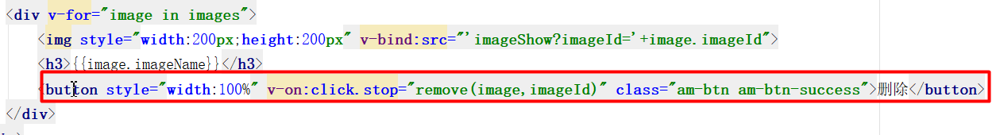 <div v-for="image in images">
<img style="width:200px;height:200px" v-bind:src="'imageShow?imageId='+image.imageId">
<h3>{{image.imageName}}</h3>
<button style="width:100%" v-on:click.stop="remove(image,imageId)" class="am-btn am-btn-success">删除</button>
</div>